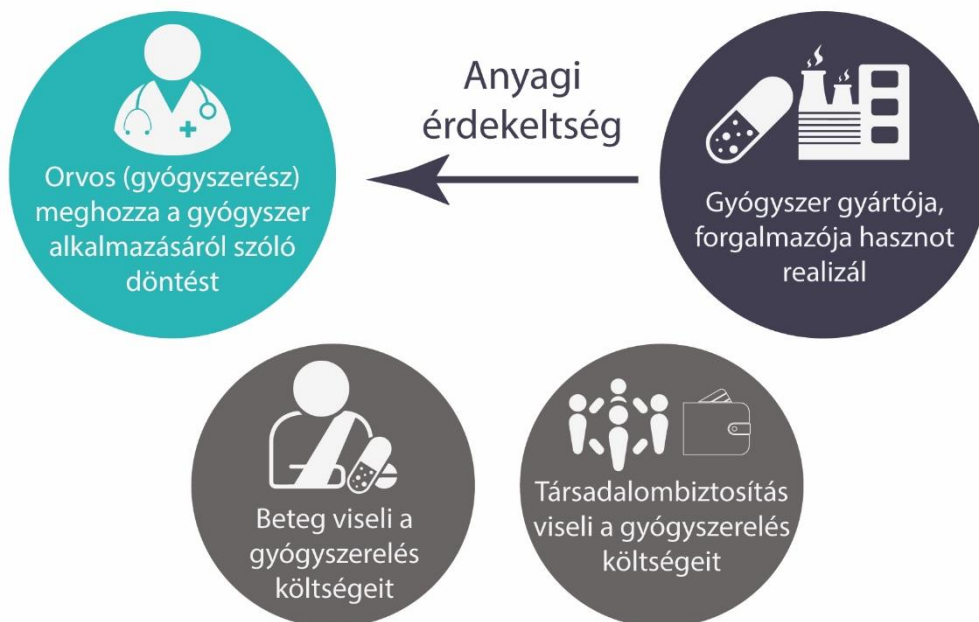 Anyagi
érdekeltség
Orvos (gyógyszerész)
meghozza a gyógyszer
alkalmazásáról szóló
döntést
Gyógyszer gyártója,
forgalmazója hasznot
realizál
Beteg viseli a
gyógyszerelés
költségeit
Társadalombiztosítás
viseli a gyógyszerelés
költségeit